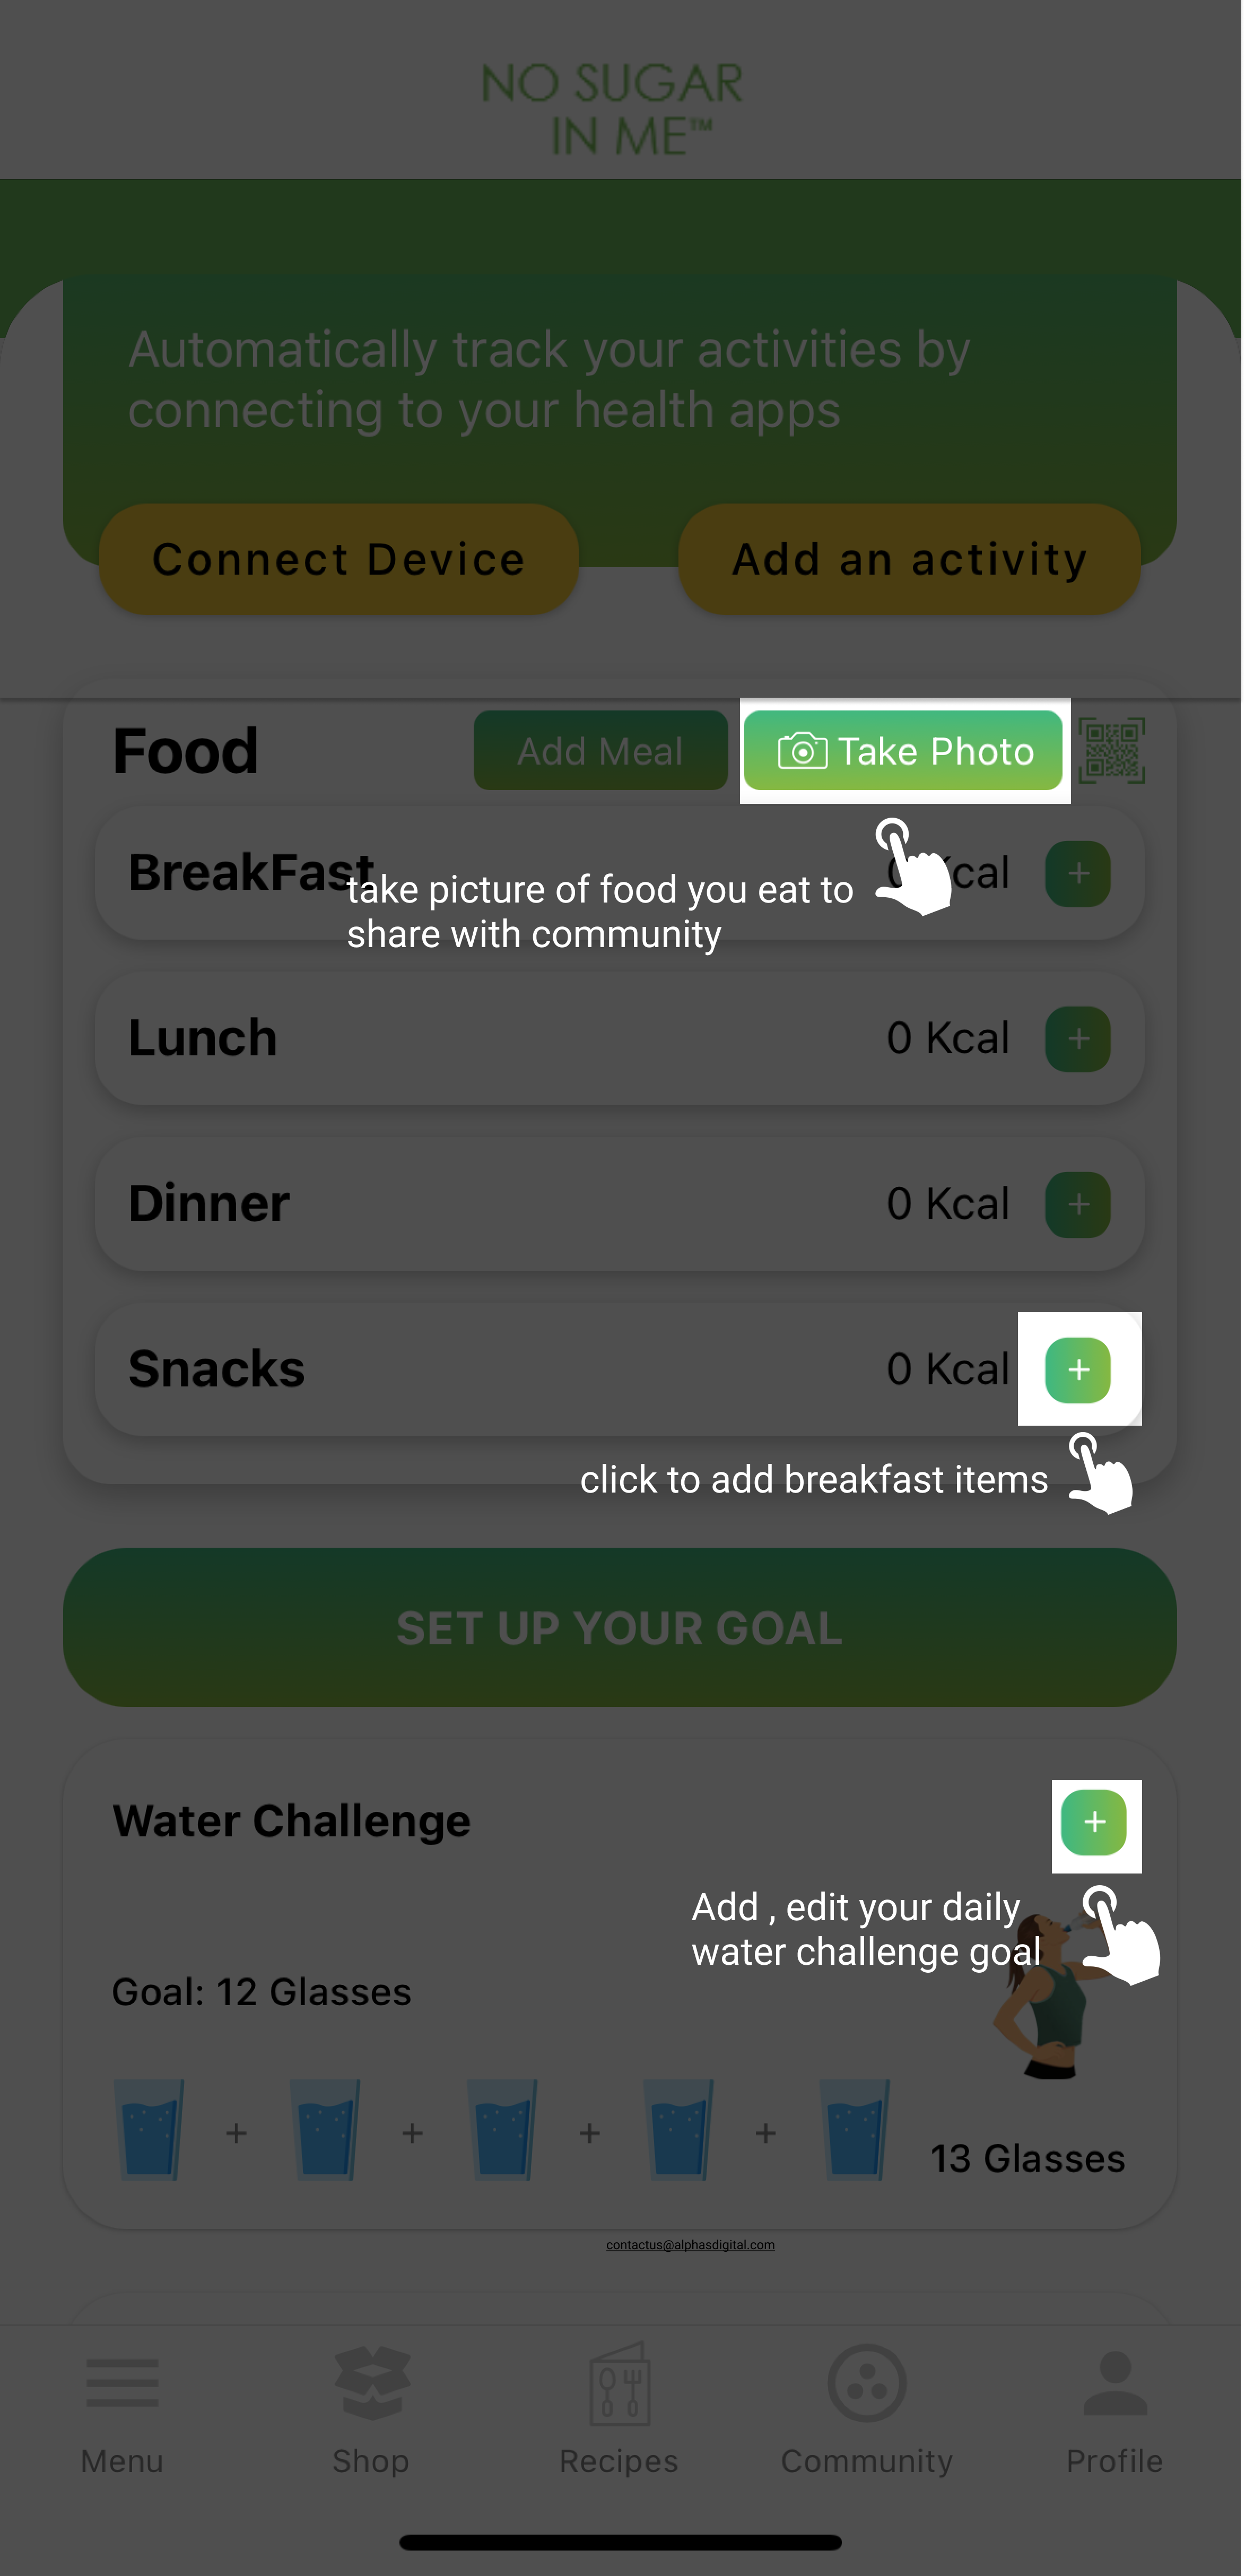 NO SUGAR
IN ME™
Automatically track your activities by
connecting to your health apps
Connect Device
Add an activity
Food
Add Meal
Take Photo
BreakFast
0 Kcal
+
take picture of food you eat to
share with community
Lunch
0 Kcal
+
Dinner
0 Kcal
+
Snacks
0 Kcal
+
click to add breakfast items
SET UP YOUR GOAL
Water Challenge
+
Add , edit your daily
water challenge goal
Goal: 12 Glasses
+ + + +
13 Glasses
contactus@alphasdigital.com
Menu
Shop
Recipes
Community
Profile